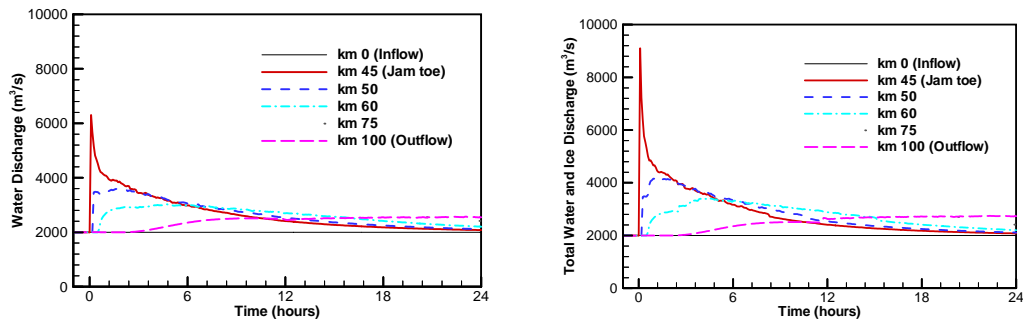 10000
8000
6000
4000
2000
0
Water Discharge (m³/s)
km 0 (Inflow)
km 45 (Jam toe)
km 50
km 60
km 75
km 100 (Outflow)
0 6 12 18 24
Time (hours)
10000
8000
6000
4000
2000
0
Total Water and Ice Discharge (m³/s)
km 0 (Inflow)
km 45 (Jam toe)
km 50
km 60
km 75
km 100 (Outflow)
0 6 12 18 24
Time (hours)